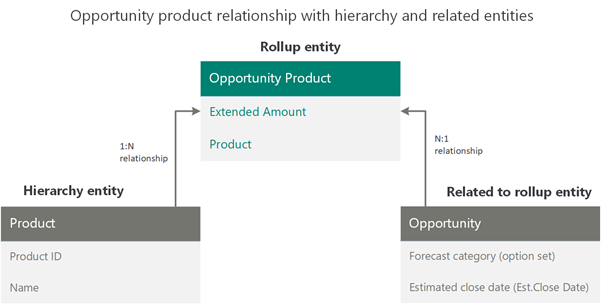 Opportunity product relationship with hierarchy and related entities
Rollup entity
Opportunity Product
Extended Amount
Product
1:N
relationship
N:1
relationship
Hierarchy entity
Product
Product ID
Name
Related to rollup entity
Opportunity
Forecast category (option set)
Estimated close date (Est.Close Date)